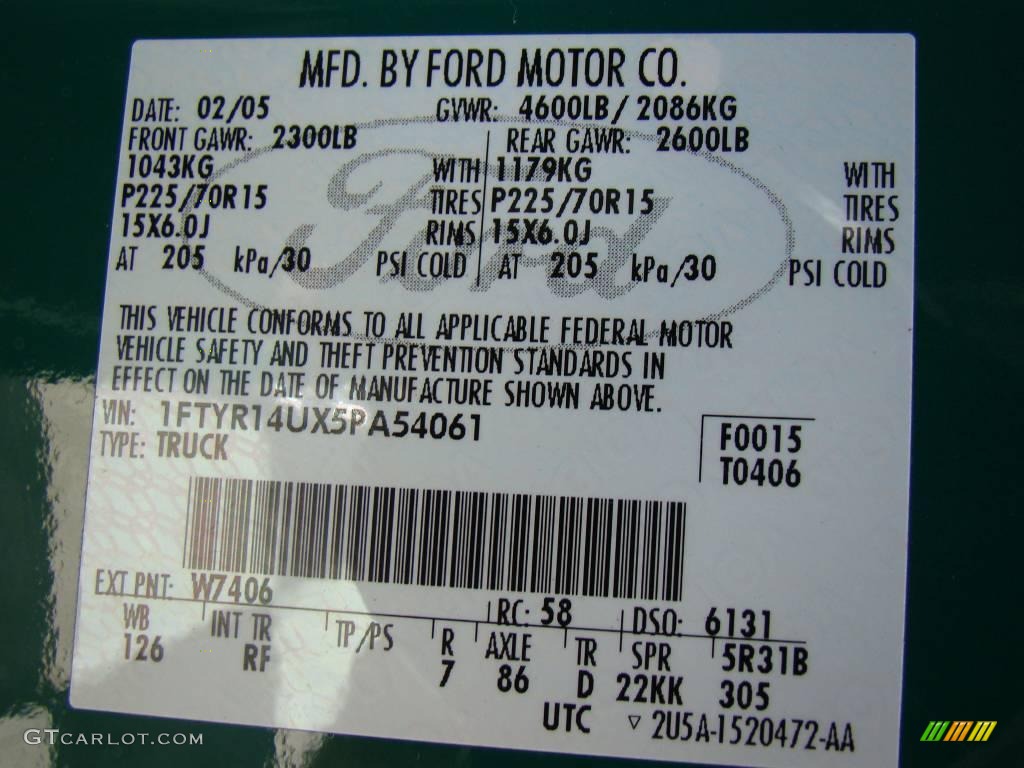 MFD. BY FORD MOTOR CO.
DATE: 02/05 GVWR: 4600LB/ 2086KG
FRONT GAWR: 2300LB REAR GAWR: 2600LB
1043KG WITH 1179KG WITH
P225/70R15 TIRES P225/70R15 TIRES
15X6.0J RIMS 15X6.0J RIMS
AT 205 kPa/30 PSI COLD AT 205 kPa/30 PSI COLD
Ford
THIS VEHICLE CONFORMS TO ALL APPLICABLE FEDERAL MOTOR
VEHICLE SAFETY AND THEFT PREVENTION STANDARDS IN
EFFECT ON THE DATE OF MANUFACTURE SHOWN ABOVE.
VIN: 1FTYR14UX5PA54061
TYPE: TRUCK
F0015
T0406
EXT PNT: W7406
RC: 58 DSO: 6131
WB INT TR TP/PS R AXLE TR SPR 5R31B
126 RF 7 86 D 22KK 305
UTC ▽ 2U5A-1520472-AA
GTCARLOT.COM